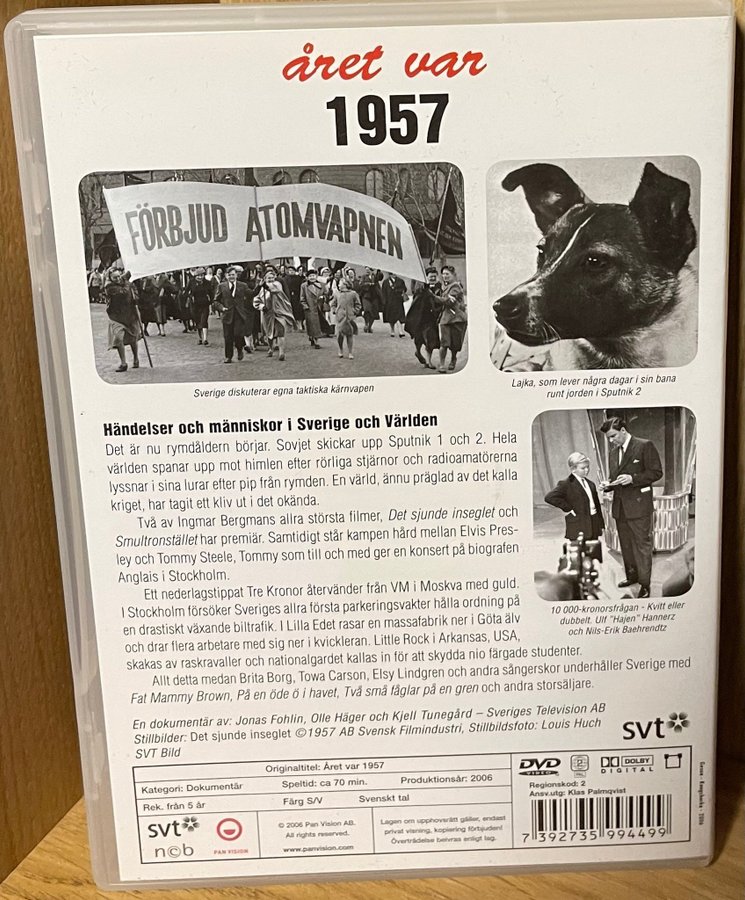 året var
1957
FÖRBJUD ATOMVAPNEN
Sverige diskuterar egna taktiska kärnvapen
Lajka, som lever några dagar i sin bana
runt jorden i Sputnik 2
Händelser och människor i Sverige och Världen
Det är nu rymdåldern börjar. Sovjet skickar upp Sputnik 1 och 2. Hela
världen spanar upp mot himlen efter rörliga stjärnor och radioamatörerna
lyssnar i sina lurar efter pip från rymden. En värld, ännu präglad av det kalla
kriget, har tagit ett kliv ut i det okända.
Två av Ingmar Bergmans allra största filmer, Det sjunde inseglet och
Smultronstället har premiär. Samtidigt står kampen hård mellan Elvis Pres-
ley och Tommy Steele, Tommy som till och med ger en konsert på biografen
Anglais i Stockholm.
Ett nederlagstippat Tre Kronor återvänder från VM i Moskva med guld.
I Stockholm försöker Sveriges allra första parkeringsvakter hålla ordning på
en drastiskt växande biltrafik. I Lilla Edet rasar en massafabrik ner i Göta älv
och drar flera arbetare med sig ner i kvickleran. Little Rock i Arkansas, USA,
skakas av raskravaller och nationalgardet kallas in för att skydda nio färgade studenter.
Allt detta medan Brita Borg, Towa Carson, Elsy Lindgren och andra sångerskor underhåller Sverige med
Fat Mammy Brown, På en öde ö i havet, Två små fåglar på en gren och andra storsäljare.
10 000-kronorsfrågan - Kvitt eller
dubbelt. Ulf "Hajen" Hannerz
och Nils-Erik Baehrendtz
En dokumentär av: Jonas Fohlin, Olle Häger och Kjell Tunegård – Sveriges Television AB
Stillbilder: Det sjunde inseglet ©1957 AB Svensk Filmindustri, Stillbildsfoto: Louis Huch
SVT Bild
svt
Originaltitel: Året var 1957
Kategori: Dokumentär
Speltid: ca 70 min.
Produktionsår: 2006
Rek. från 5 år
Färg S/V
Svenskt tal
svt
ncb
PAN VISION
© 2006 Pan Vision AB.
All rights reserved.
www.panvision.com
Lagen om upphovsrätt gäller, endast
privat visning, kopiering förbjuden!
Överträdelse beivras enligt lag.
DVD
VIDEO
2
DOLBY
DIGITAL
Regionskod: 2
Ansv.utg: Klas Palmqvist
7 392735 994499